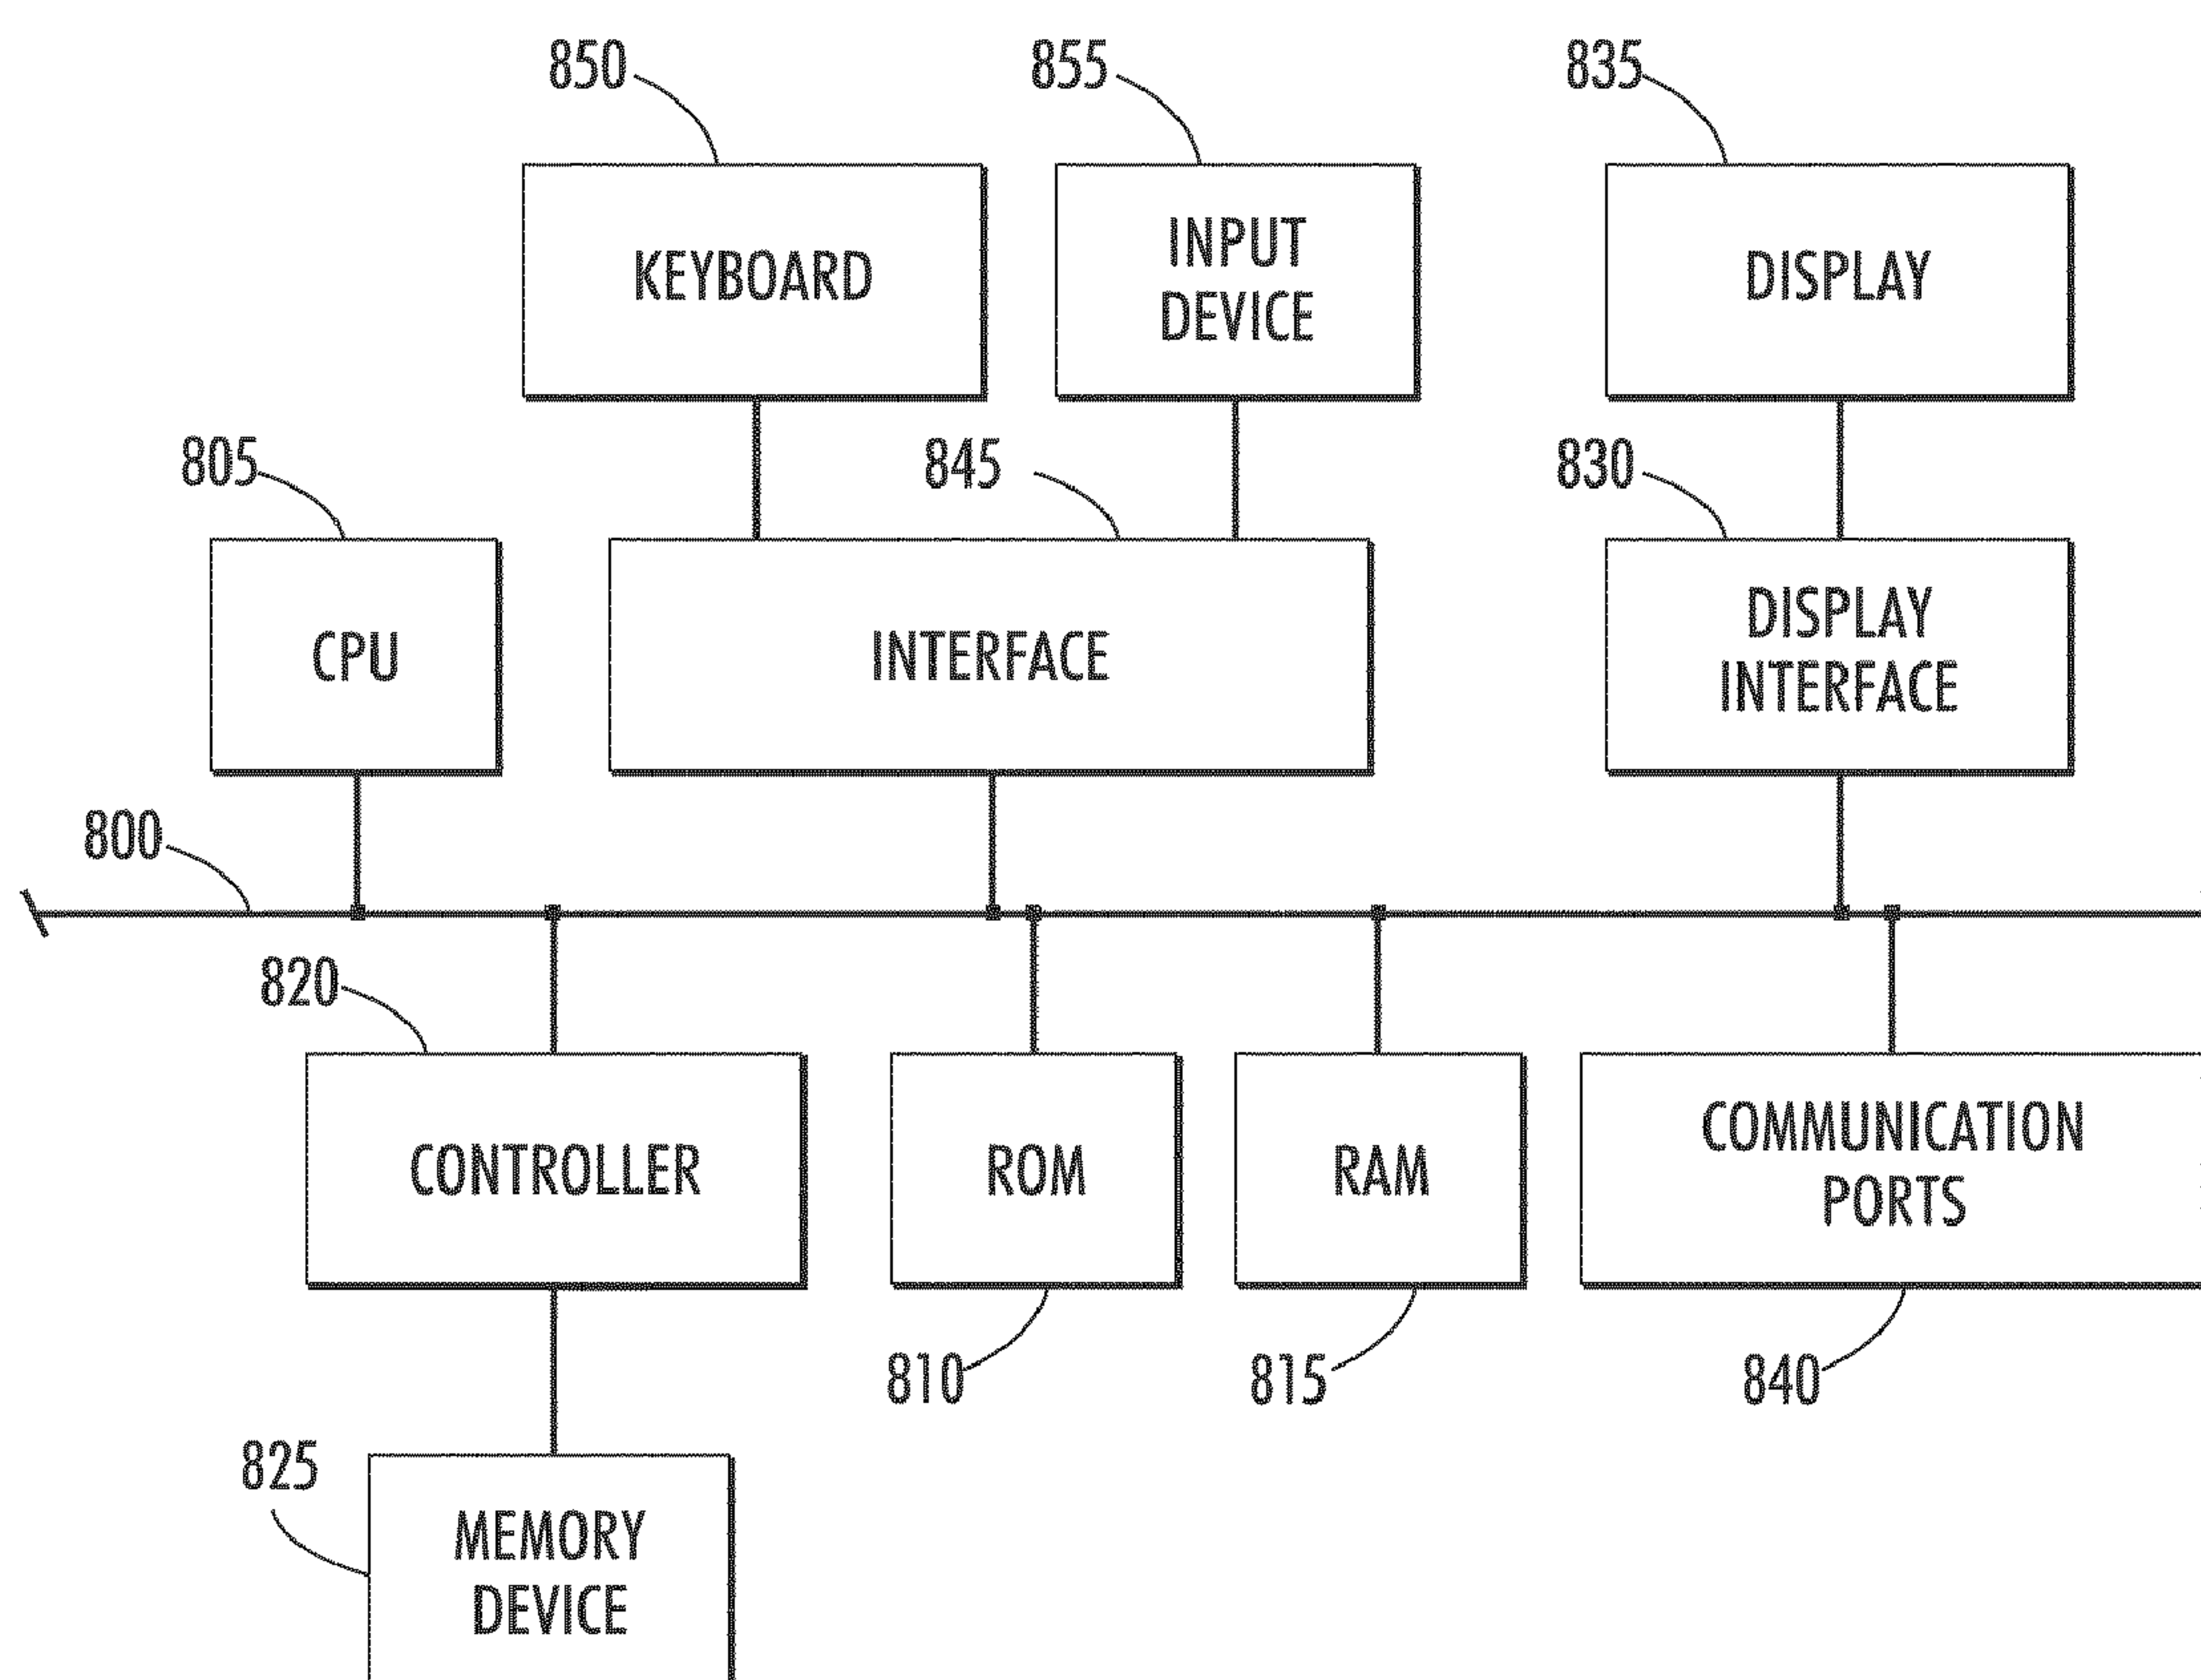 850
855
835
KEYBOARD
INPUT
DEVICE
DISPLAY
805
845
830
CPU
INTERFACE
DISPLAY
INTERFACE
800
820
CONTROLLER
ROM
RAM
COMMUNICATION
PORTS
810
815
840
825
MEMORY
DEVICE